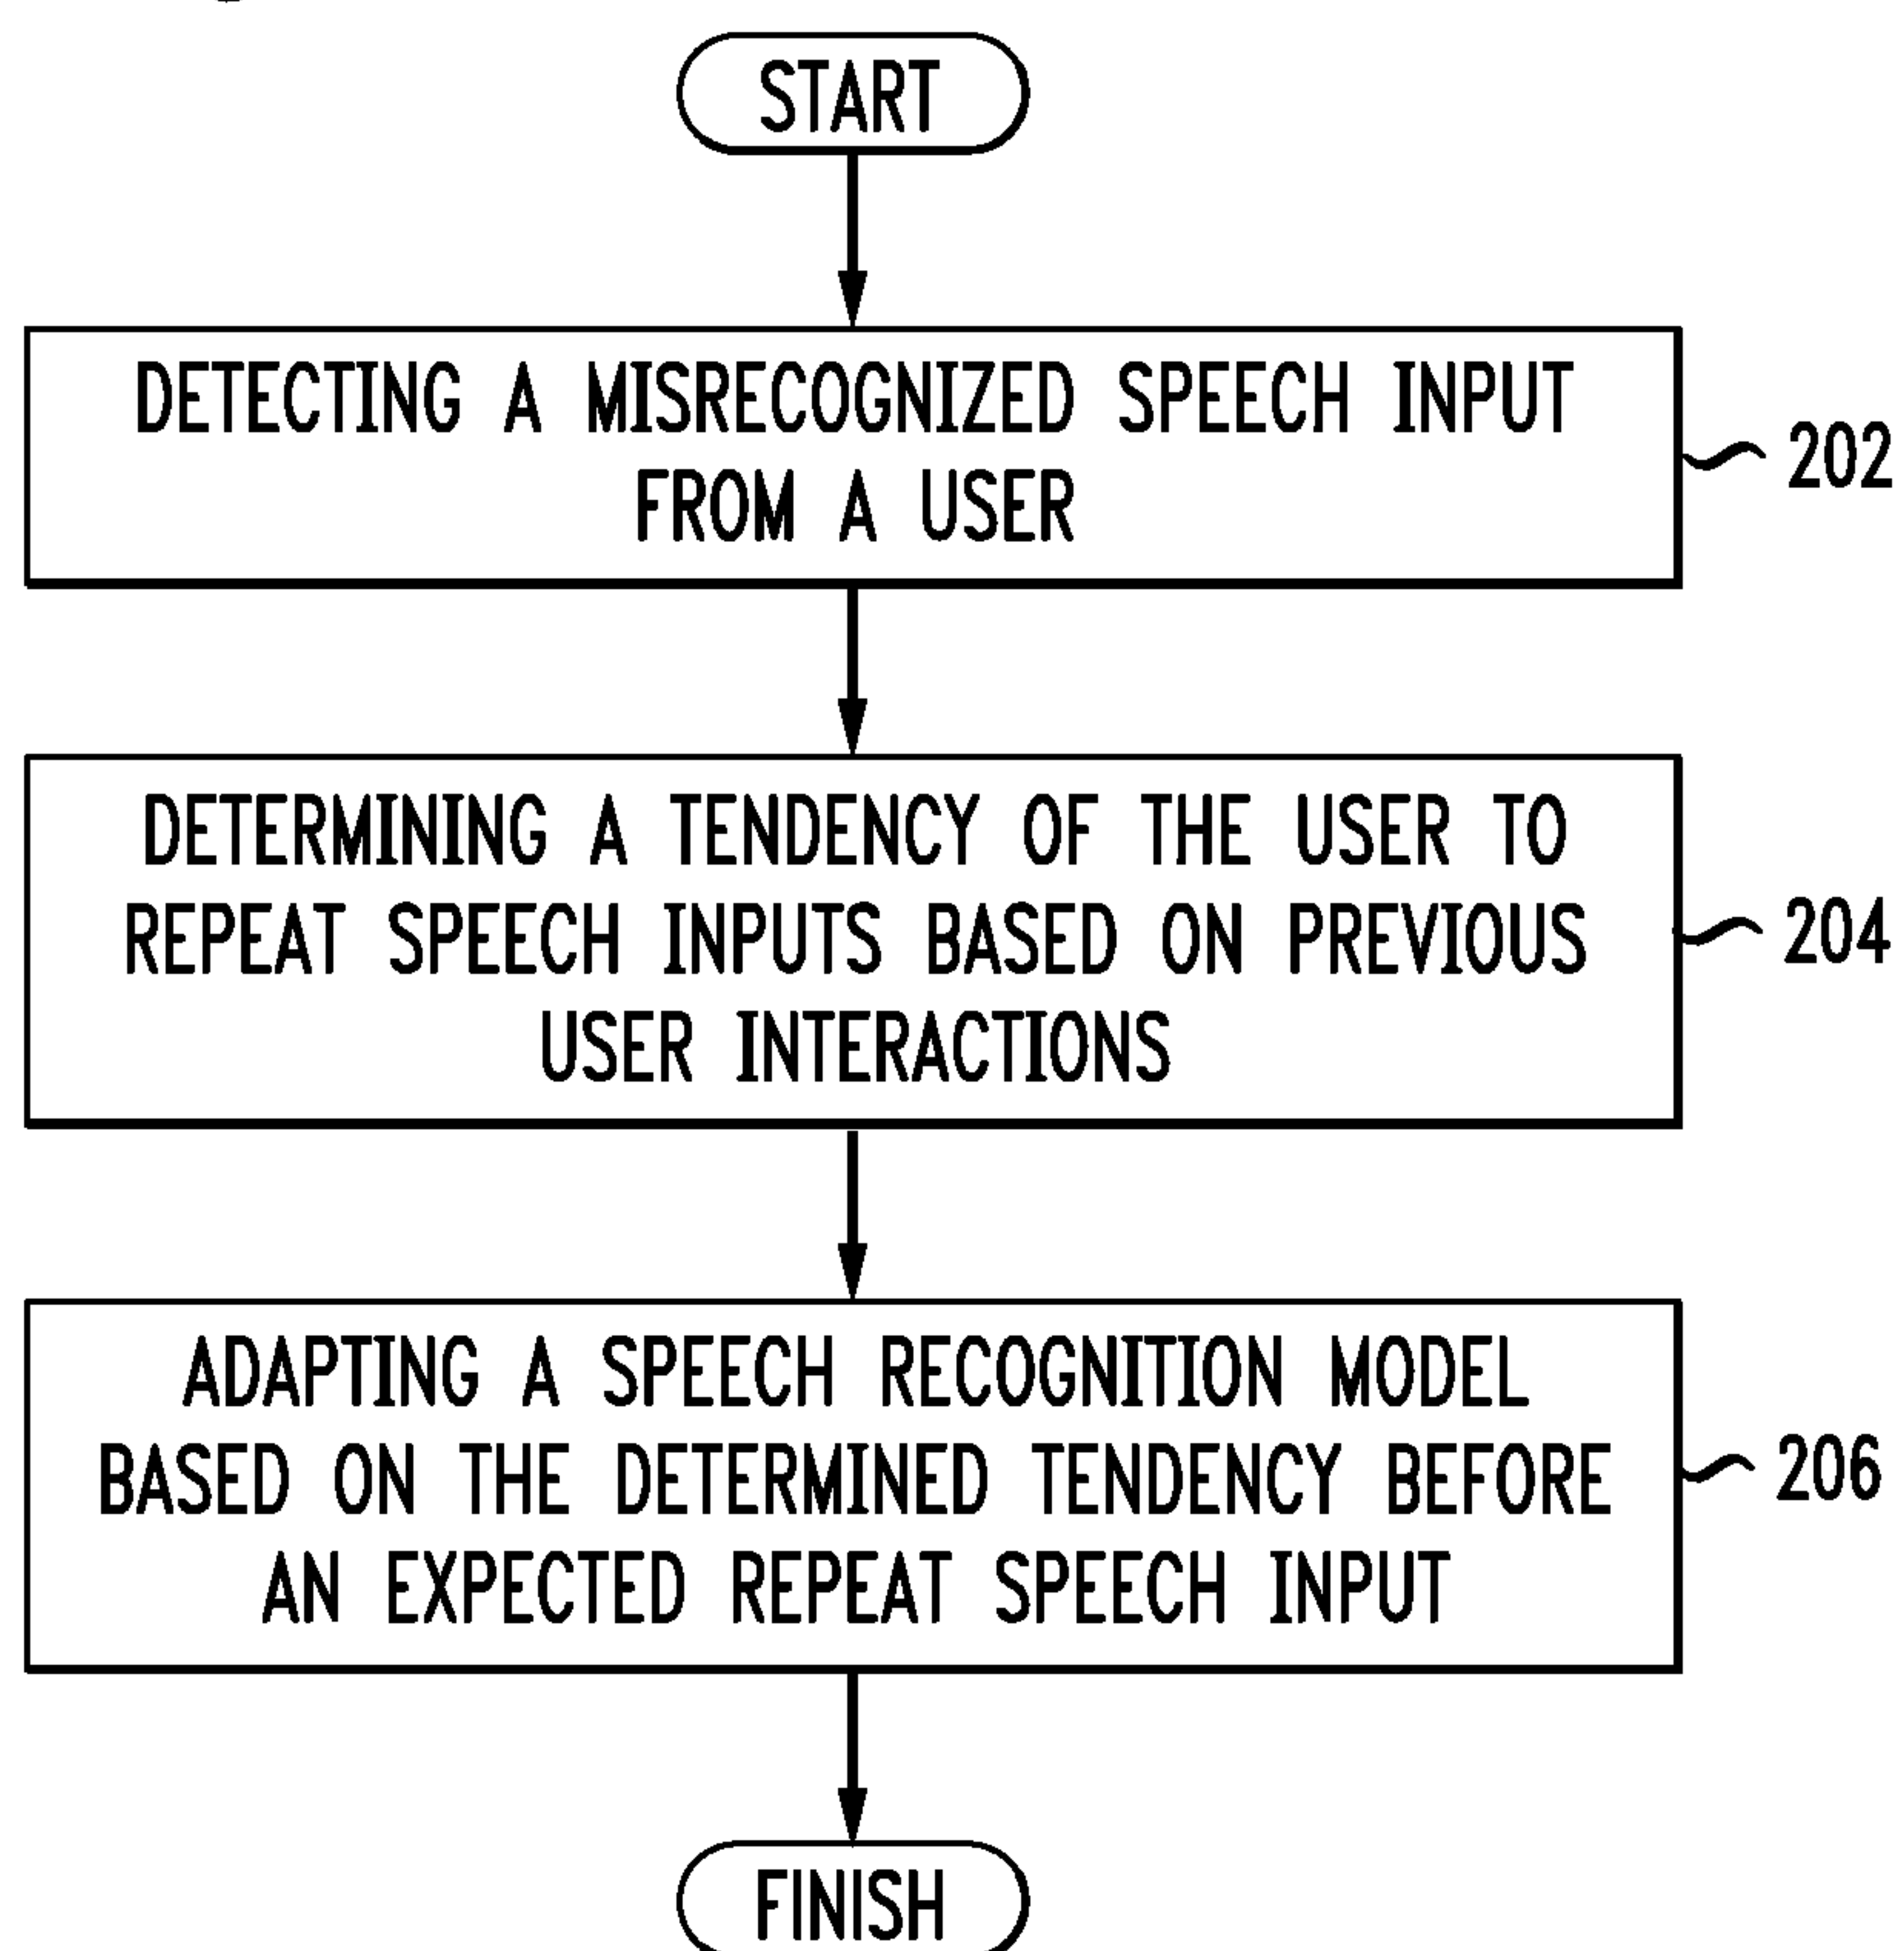 START
DETECTING A MISRECOGNIZED SPEECH INPUT
FROM A USER
202
DETERMINING A TENDENCY OF THE USER TO
REPEAT SPEECH INPUTS BASED ON PREVIOUS
USER INTERACTIONS
204
ADAPTING A SPEECH RECOGNITION MODEL
BASED ON THE DETERMINED TENDENCY BEFORE
AN EXPECTED REPEAT SPEECH INPUT
206
FINISH